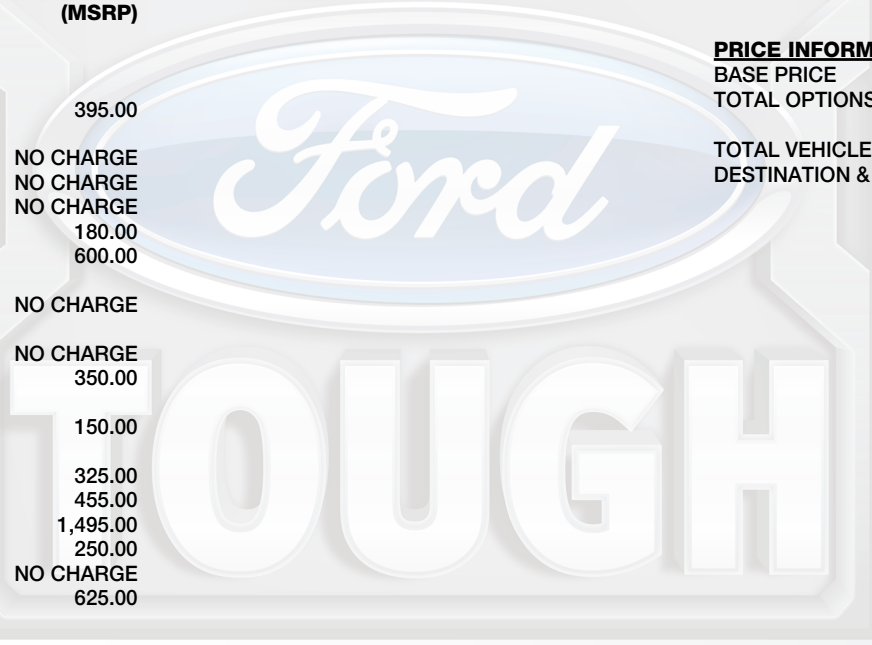 (MSRP)
395.00
NO CHARGE
NO CHARGE
NO CHARGE
180.00
600.00
NO CHARGE
NO CHARGE
350.00
150.00
325.00
455.00
1,495.00
250.00
NO CHARGE
625.00
PRICE INFORM
BASE PRICE
TOTAL OPTIONS
TOTAL VEHICLE
DESTINATION &
Ford
TOUGH